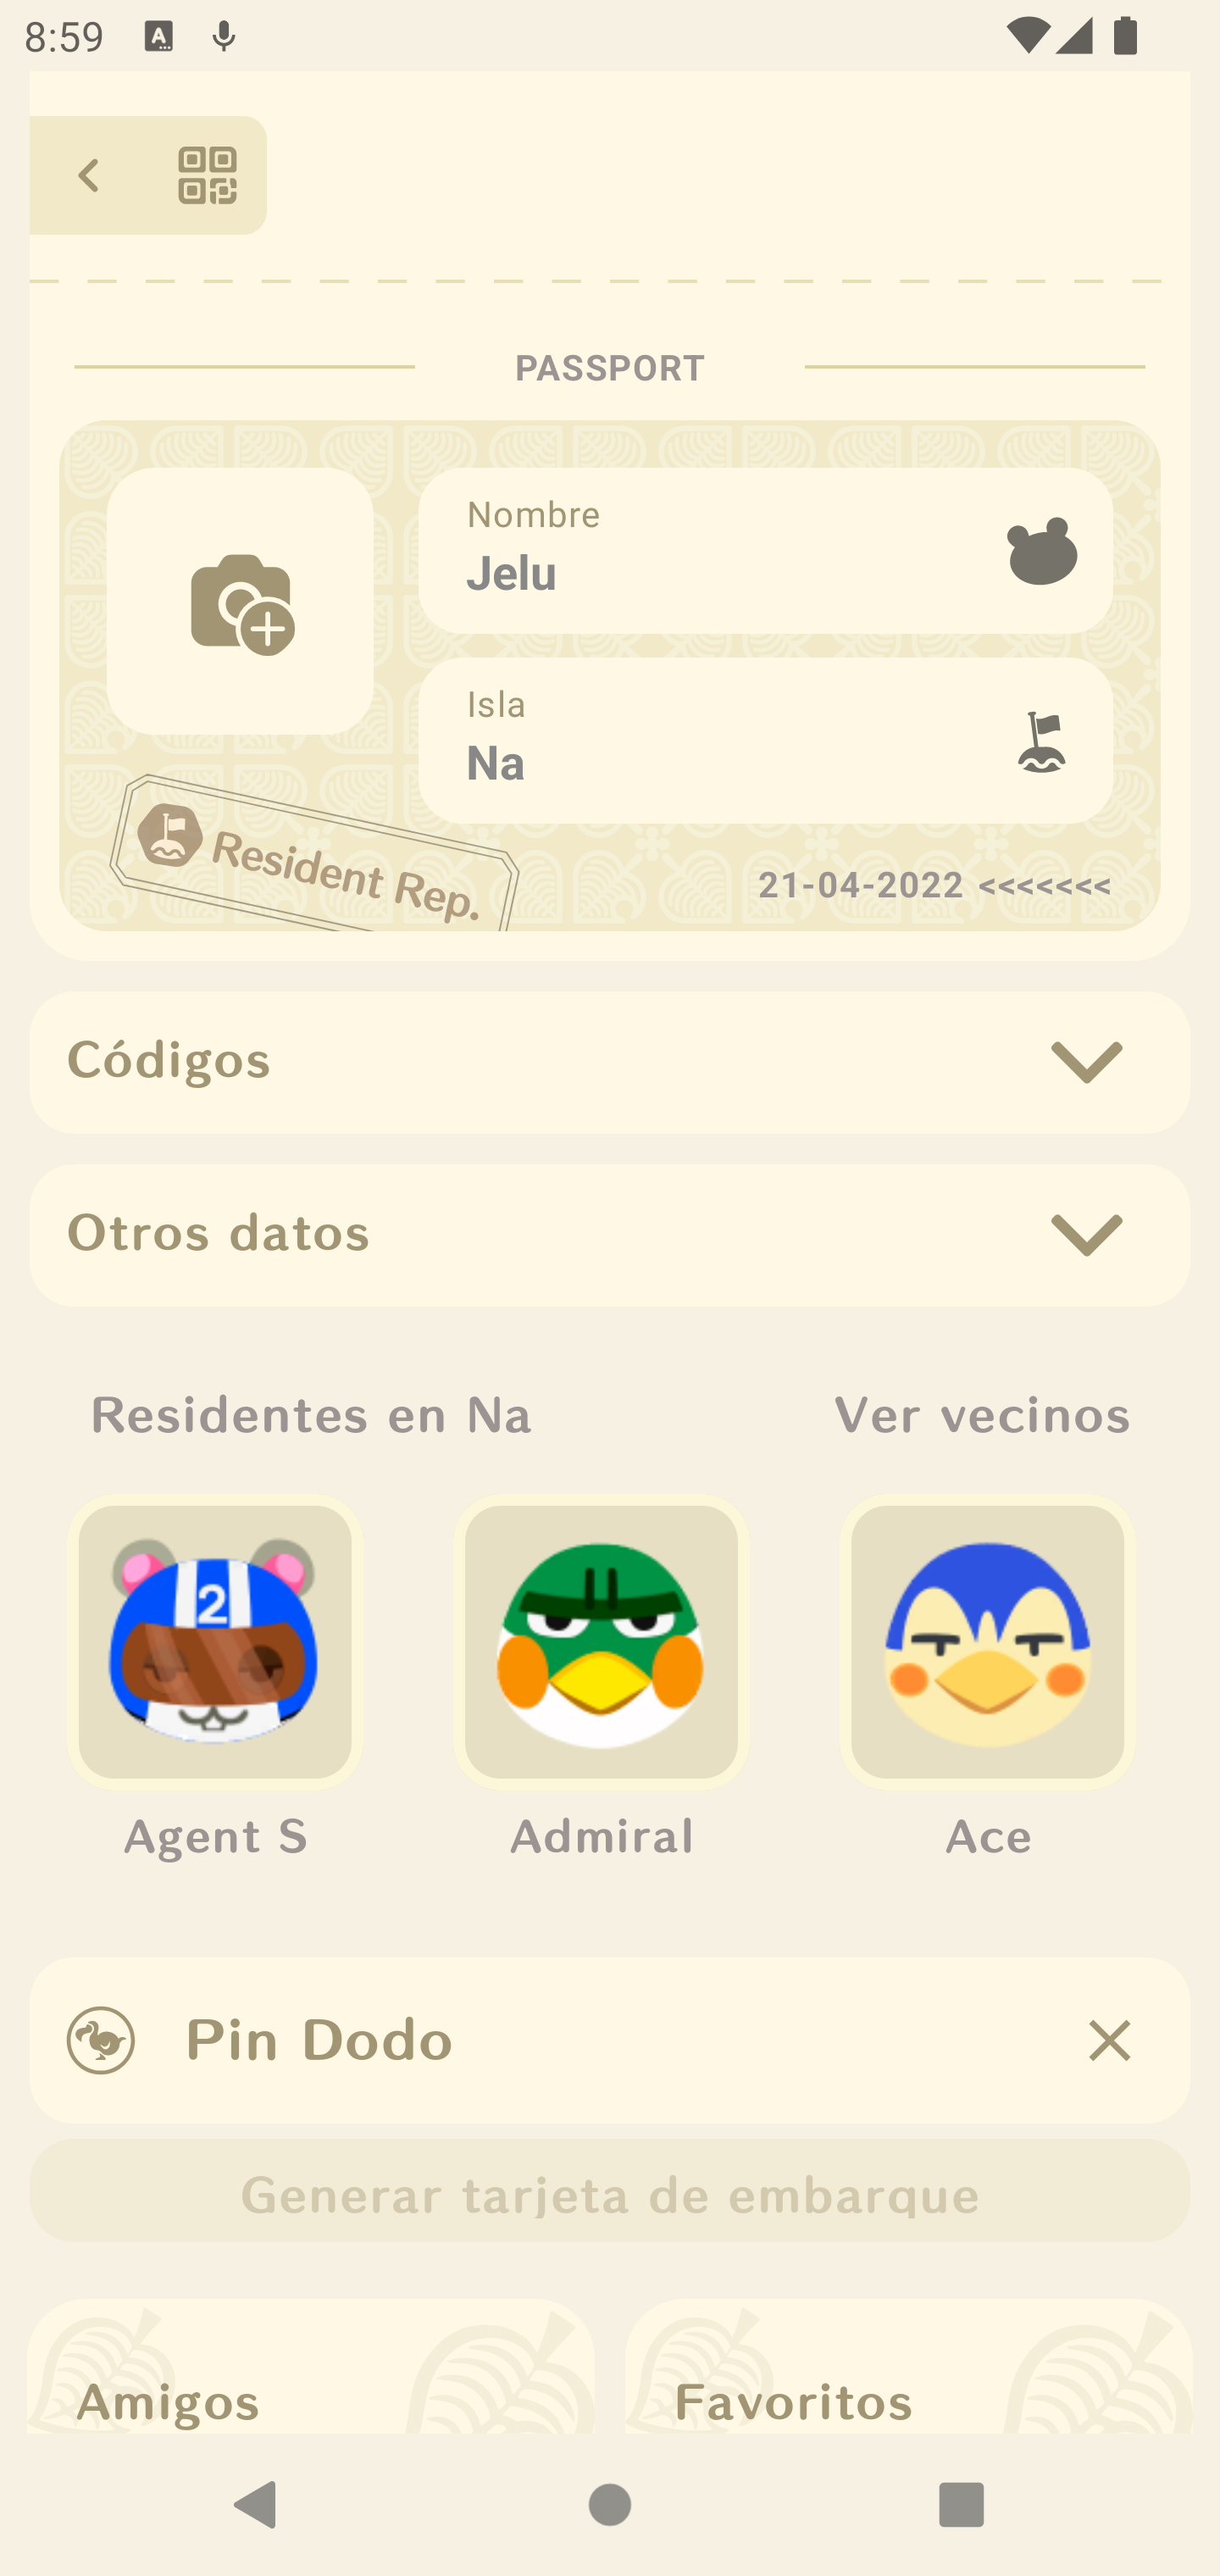 8:59
A
PASSPORT
Nombre
Jelu
Isla
Na
Resident Rep.
21-04-2022 <<<<<<<
Códigos
Otros datos
Residentes en Na
Ver vecinos
2
Agent S
Admiral
Ace
Pin Dodo
Generar tarjeta de embarque
Amigos
Favoritos